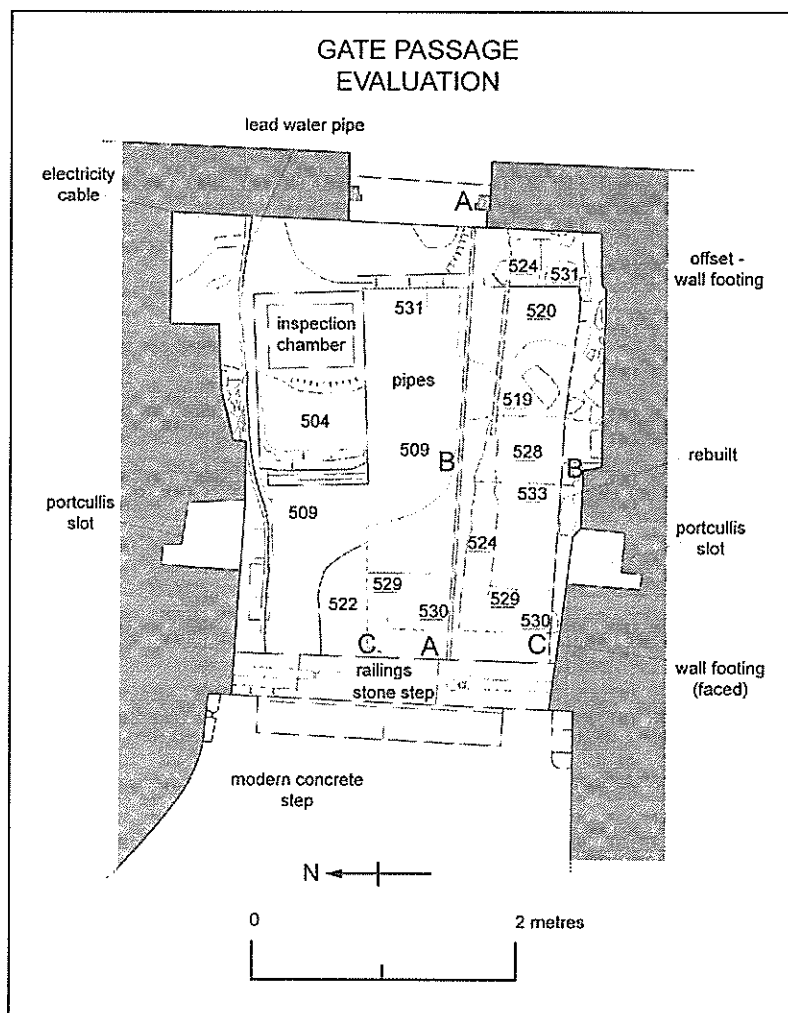 GATE PASSAGE
EVALUATION
lead water pipe
electricity
cable
A
offset -
wall footing
524
531
531
520
inspection
chamber
pipes
519
504
509
B
528
B
rebuilt
533
509
portcullis
slot
portcullis
slot
524
529
529
522
530
530
C
A
C
railings
stone step
wall footing
(faced)
modern concrete
step
N
0
2 metres